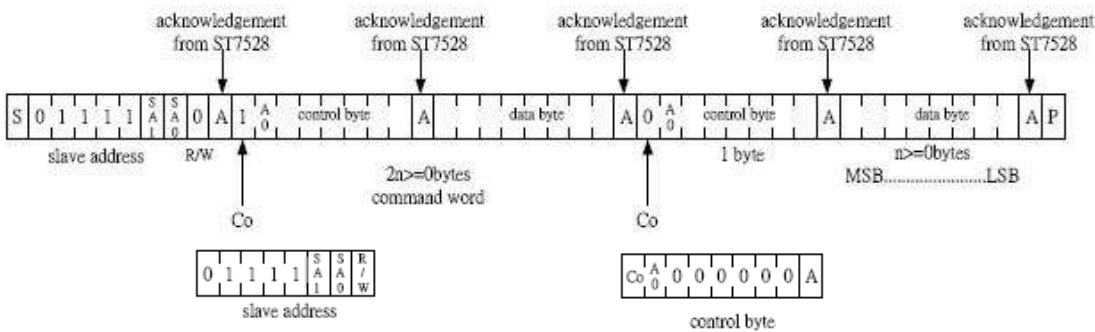 acknowledgement acknowledgement acknowledgement acknowledgement acknowledgement
from ST7528 from ST7528 from ST7528 from ST7528 from ST7528
S 0 1 1 1 1 SA1 SA0 0 A 1 A0 control byte A data byte A 0 A0 control byte A data byte A P
slave address R/W 1 byte n>=0bytes
2n>=0bytes MSB........................LSB
command word
Co Co
0 1 1 1 1 SA1 SA0 R/W
Co A0 0 0 0 0 0 0 A
slave address
control byte